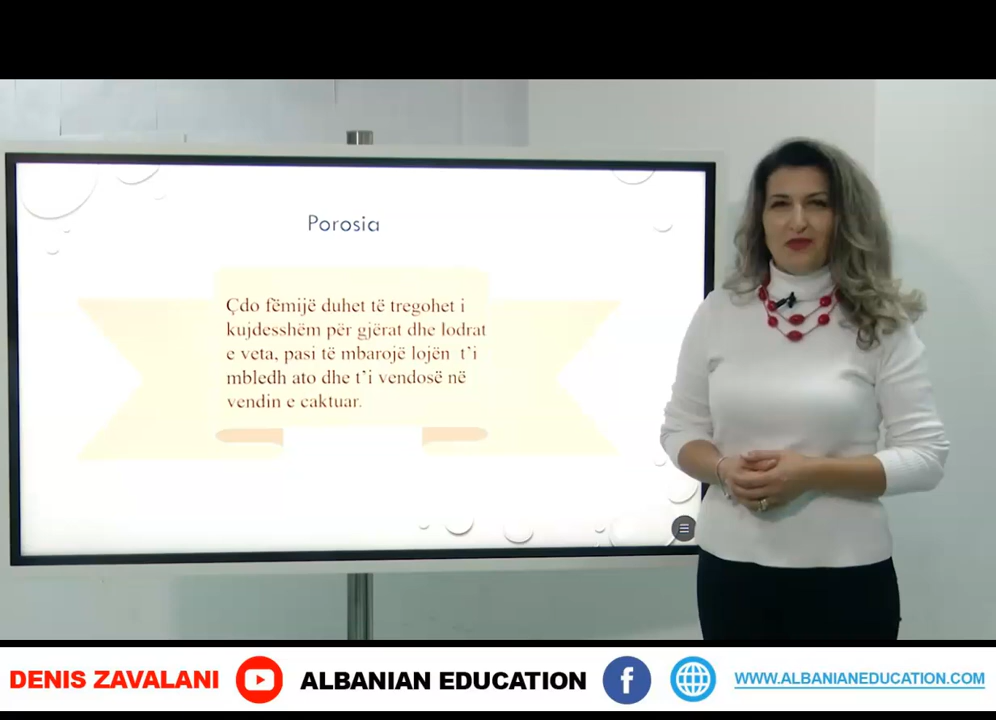 Porosia
Çdo fëmijë duhet të tregohet i
kujdesshëm për gjërat dhe lodrat
e veta, pasi të mbarojë lojën t’i
mbledh ato dhe t’i vendosë në
vendin e caktuar.
DENIS ZAVALANI ALBANIAN EDUCATION WWW.ALBANIANEDUCATION.COM